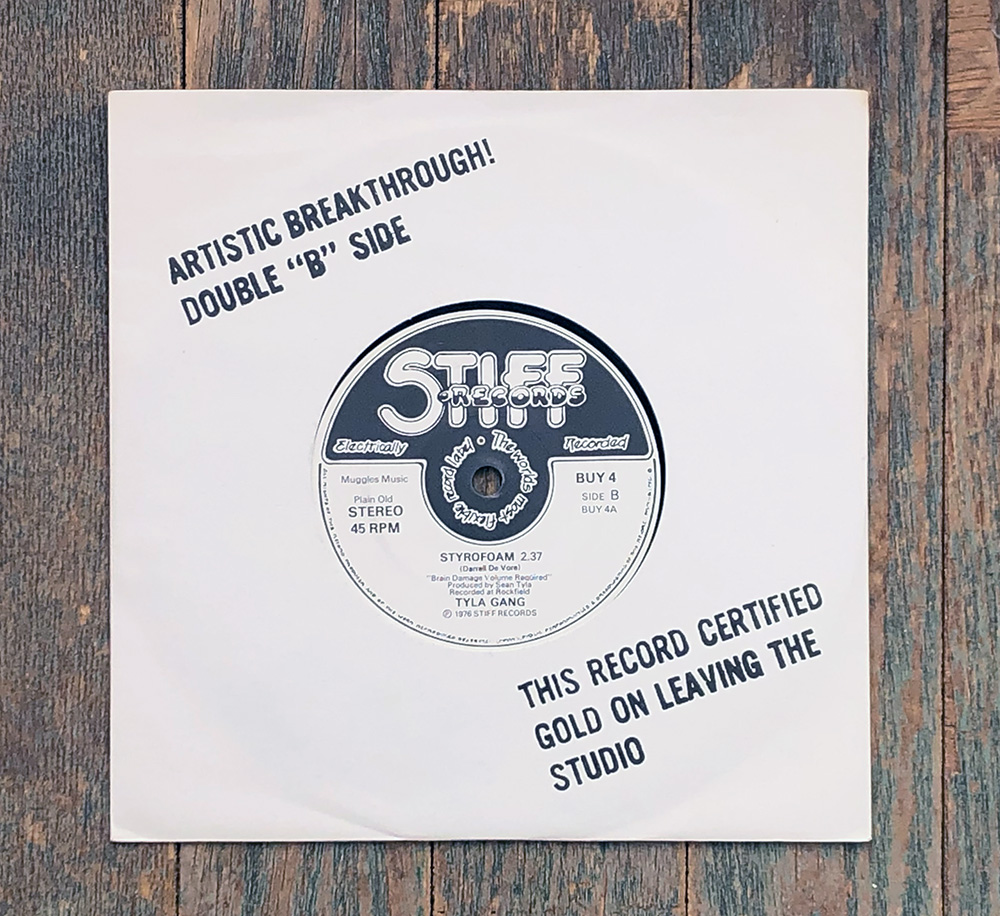 ARTISTIC BREAKTHROUGH!
DOUBLE "B" SIDE
STIFF
RECORDS
Electrically
Recorded
The worlds most flexible record label
Muggles Music
Plain Old
STEREO
45 RPM
BUY 4
SIDE B
BUY 4A
STYROFOAM 2.37
(Darrell De Vore)
"Brain Damage Volume Required"
Produced by Sean Tyla
Recorded at Rockfield
TYLA GANG
℗ 1976 STIFF RECORDS
THIS RECORD CERTIFIED
GOLD ON LEAVING THE
STUDIO